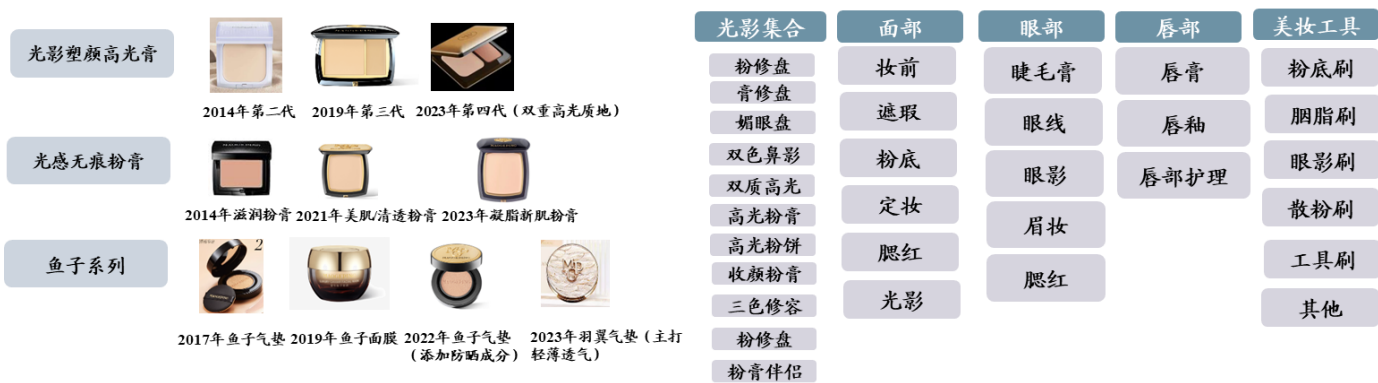 光影塑颜高光膏
2014年第二代
2019年第三代
2023年第四代（双重高光质地）
光感无痕粉膏
2014年滋润粉膏
2021年美肌/清透粉膏
2023年凝脂新肌粉膏
鱼子系列
2
2017年鱼子气垫
2019年鱼子面膜
2022年鱼子气垫
（添加防晒成分）
2023年羽翼气垫（主打
轻薄透气）
光影集合
粉修盘
膏修盘
媚眼盘
双色鼻影
双质高光
高光粉膏
高光粉饼
收颜粉膏
三色修容
粉修盘
粉膏伴侣
面部
妆前
遮瑕
粉底
定妆
腮红
光影
眼部
睫毛膏
眼线
眼影
眉妆
腮红
唇部
唇膏
唇釉
唇部护理
美妆工具
粉底刷
胭脂刷
眼影刷
散粉刷
工具刷
其他